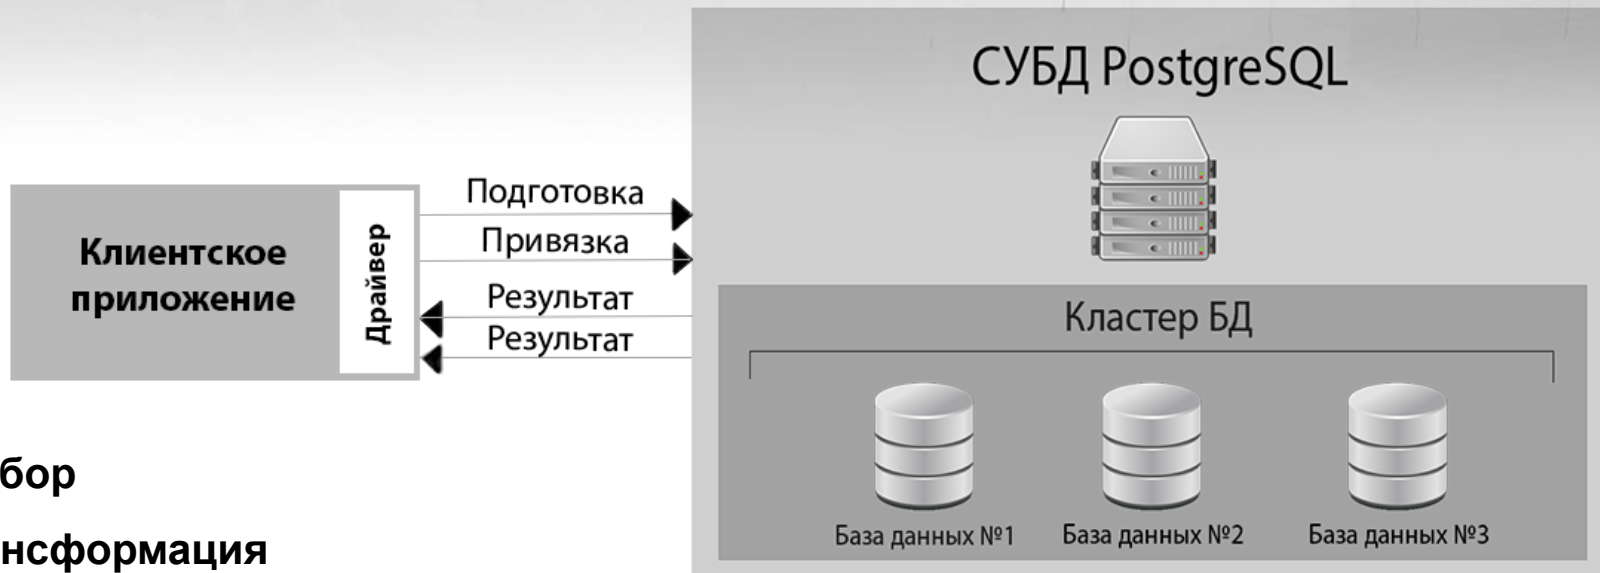 СУБД PostgreSQL
Подготовка
Привязка
Результат
Результат
Клиентское
приложение
Драйвер
Кластер БД
База данных №1
База данных №2
База данных №3
бор
нсформация